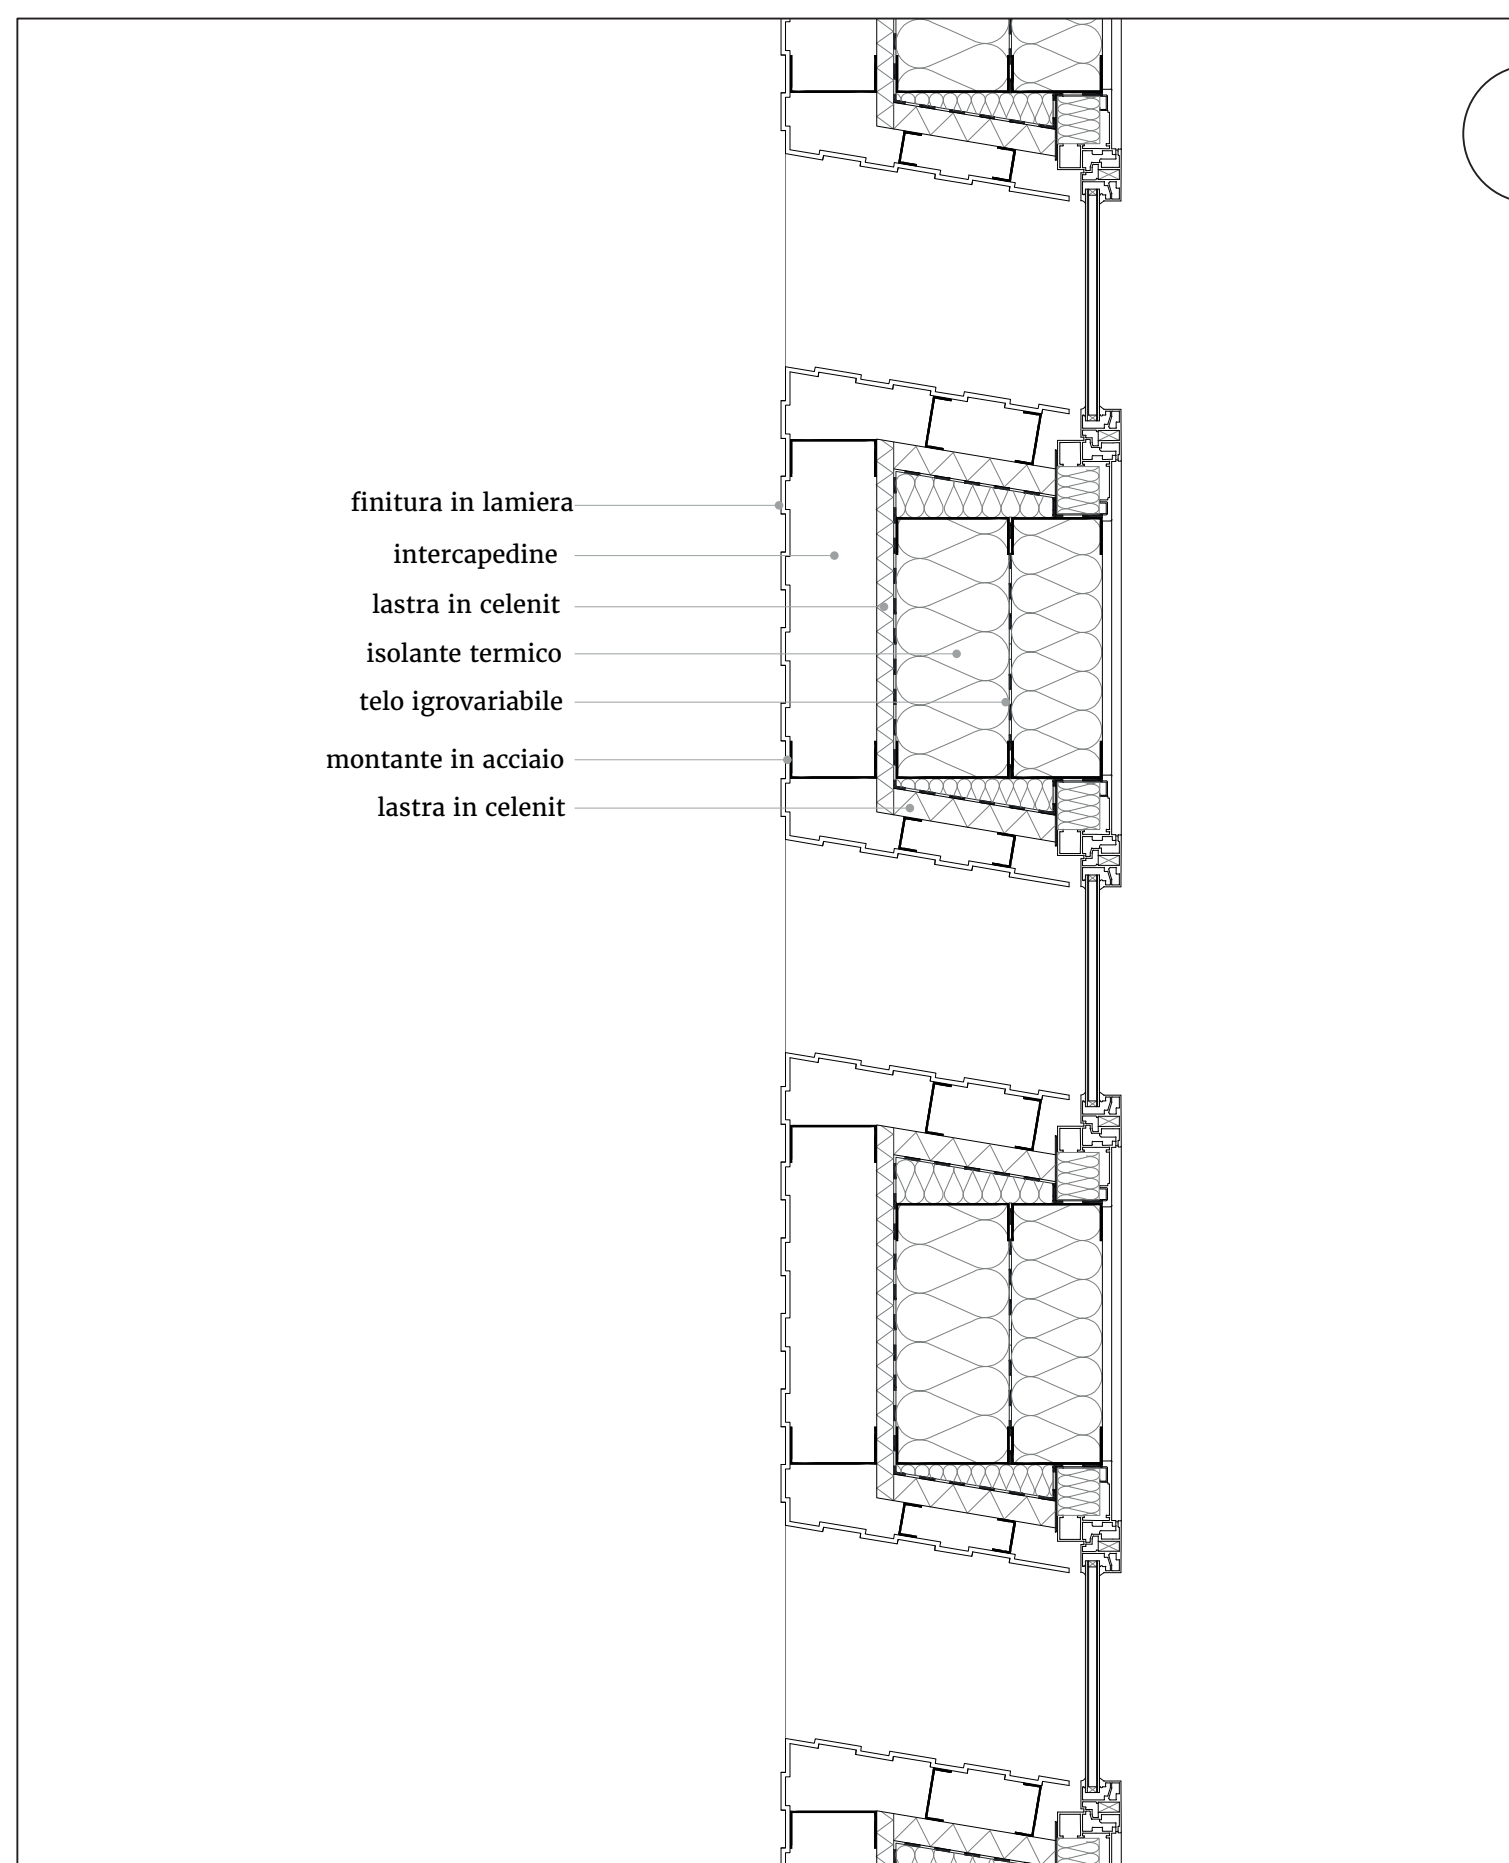 finitura in lamiera
intercapedine
lastra in celenit
isolante termico
telo igrovariabile
montante in acciaio
lastra in celenit